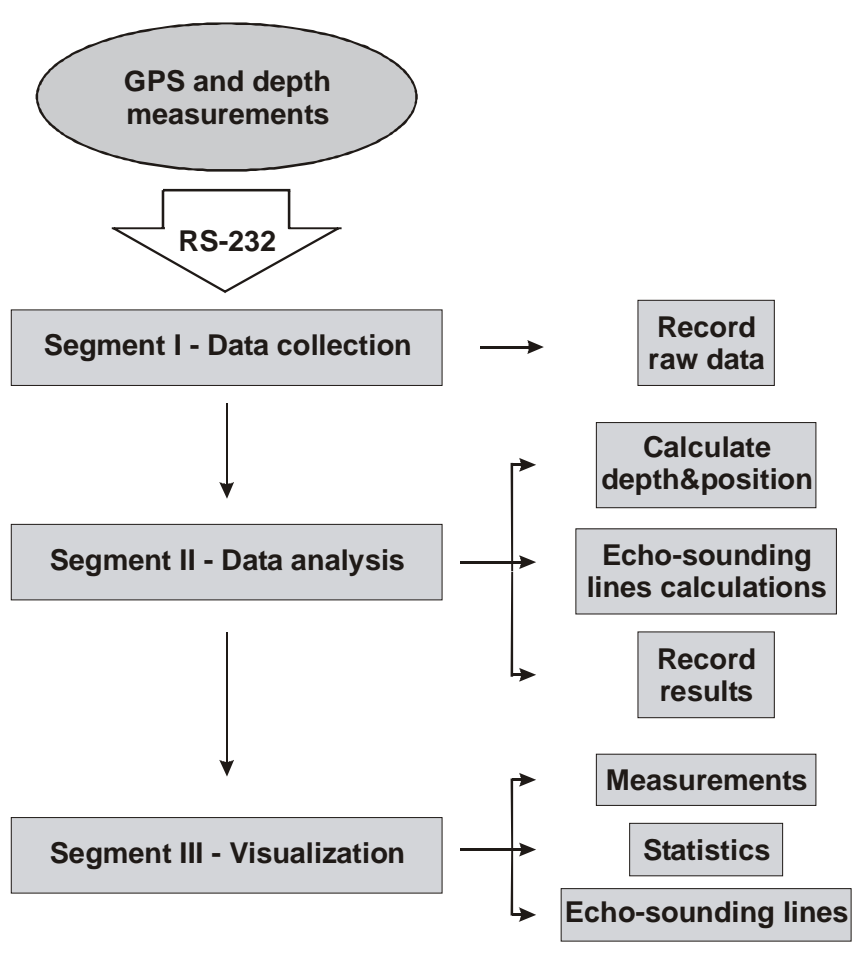 GPS and depth
measurements
RS-232
Segment I - Data collection
Record
raw data
Calculate
depth&position
Segment II - Data analysis
Echo-sounding
lines calculations
Record
results
Measurements
Segment III - Visualization
Statistics
Echo-sounding lines